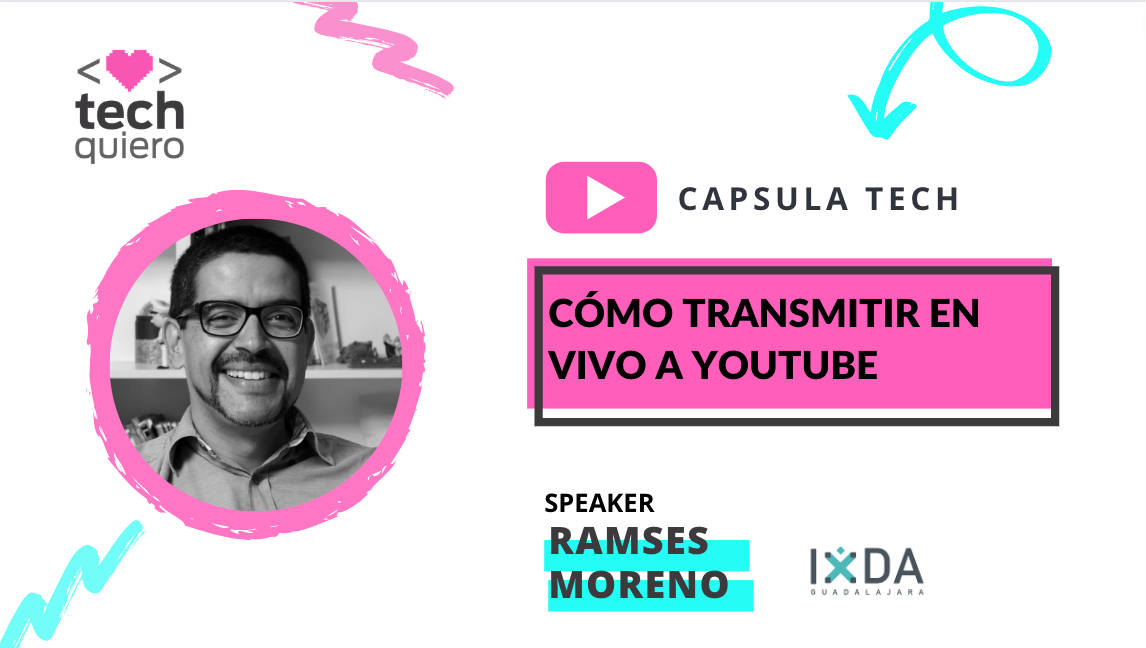 < >
tech
quiero
CAPSULA TECH
CÓMO TRANSMITIR EN
VIVO A YOUTUBE
SPEAKER
RAMSES
MORENO
IXDA
GUADALAJARA